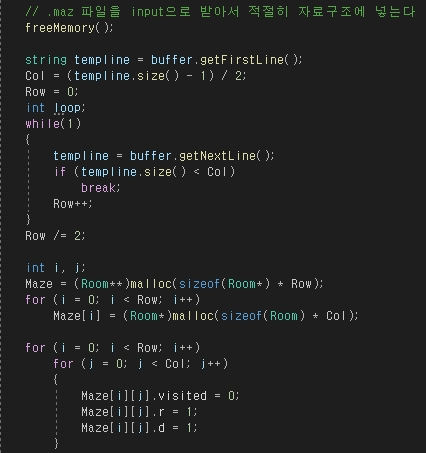 // .maz 파일을 input으로 받아서 적절히 자료구조에 넣는다
freeMemory();

string templine = buffer.getFirstLine();
Col = (templine.size() - 1) / 2;
Row = 0;
int loop;
while(1)
{
    templine = buffer.getNextLine();
    if (templine.size() < Col)
        break;
    Row++;
}
Row /= 2;

int i, j;
Maze = (Room**)malloc(sizeof(Room*) * Row);
for (i = 0; i < Row; i++)
    Maze[i] = (Room*)malloc(sizeof(Room) * Col);

for (i = 0; i < Row; i++)
    for (j = 0; j < Col; j++)
    {
        Maze[i][j].visited = 0;
        Maze[i][j].r = 1;
        Maze[i][j].d = 1;
    }